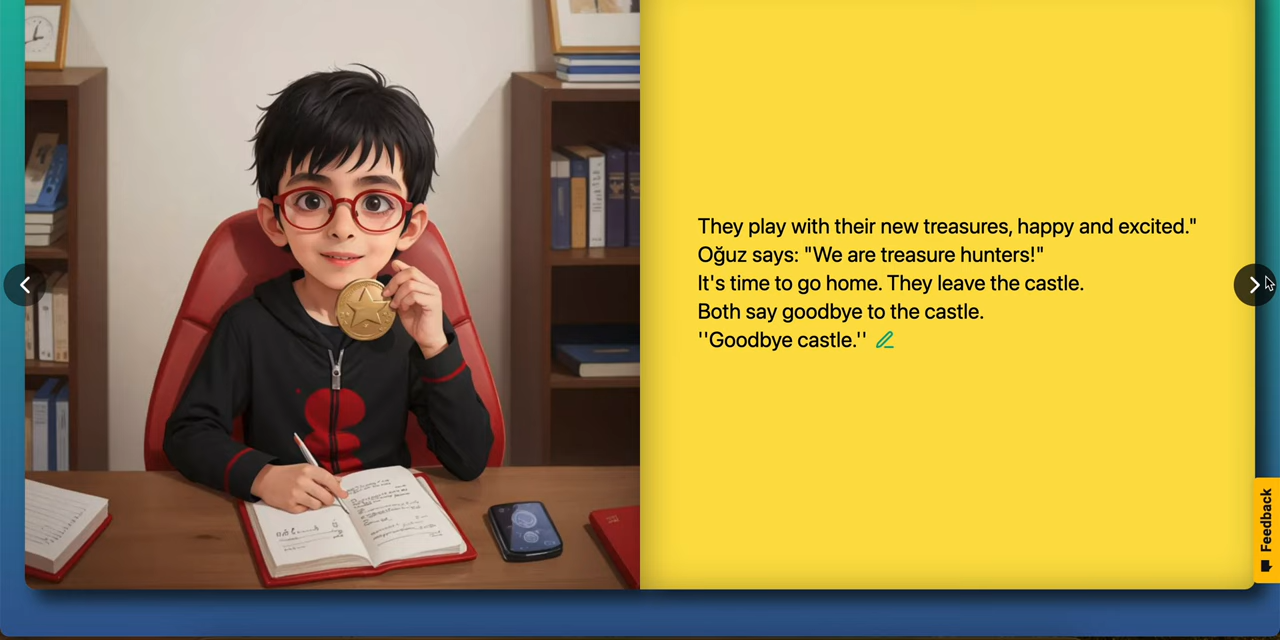 They play with their new treasures, happy and excited."
Oğuz says: "We are treasure hunters!"
It's time to go home. They leave the castle.
Both say goodbye to the castle.
''Goodbye castle.''
Feedback